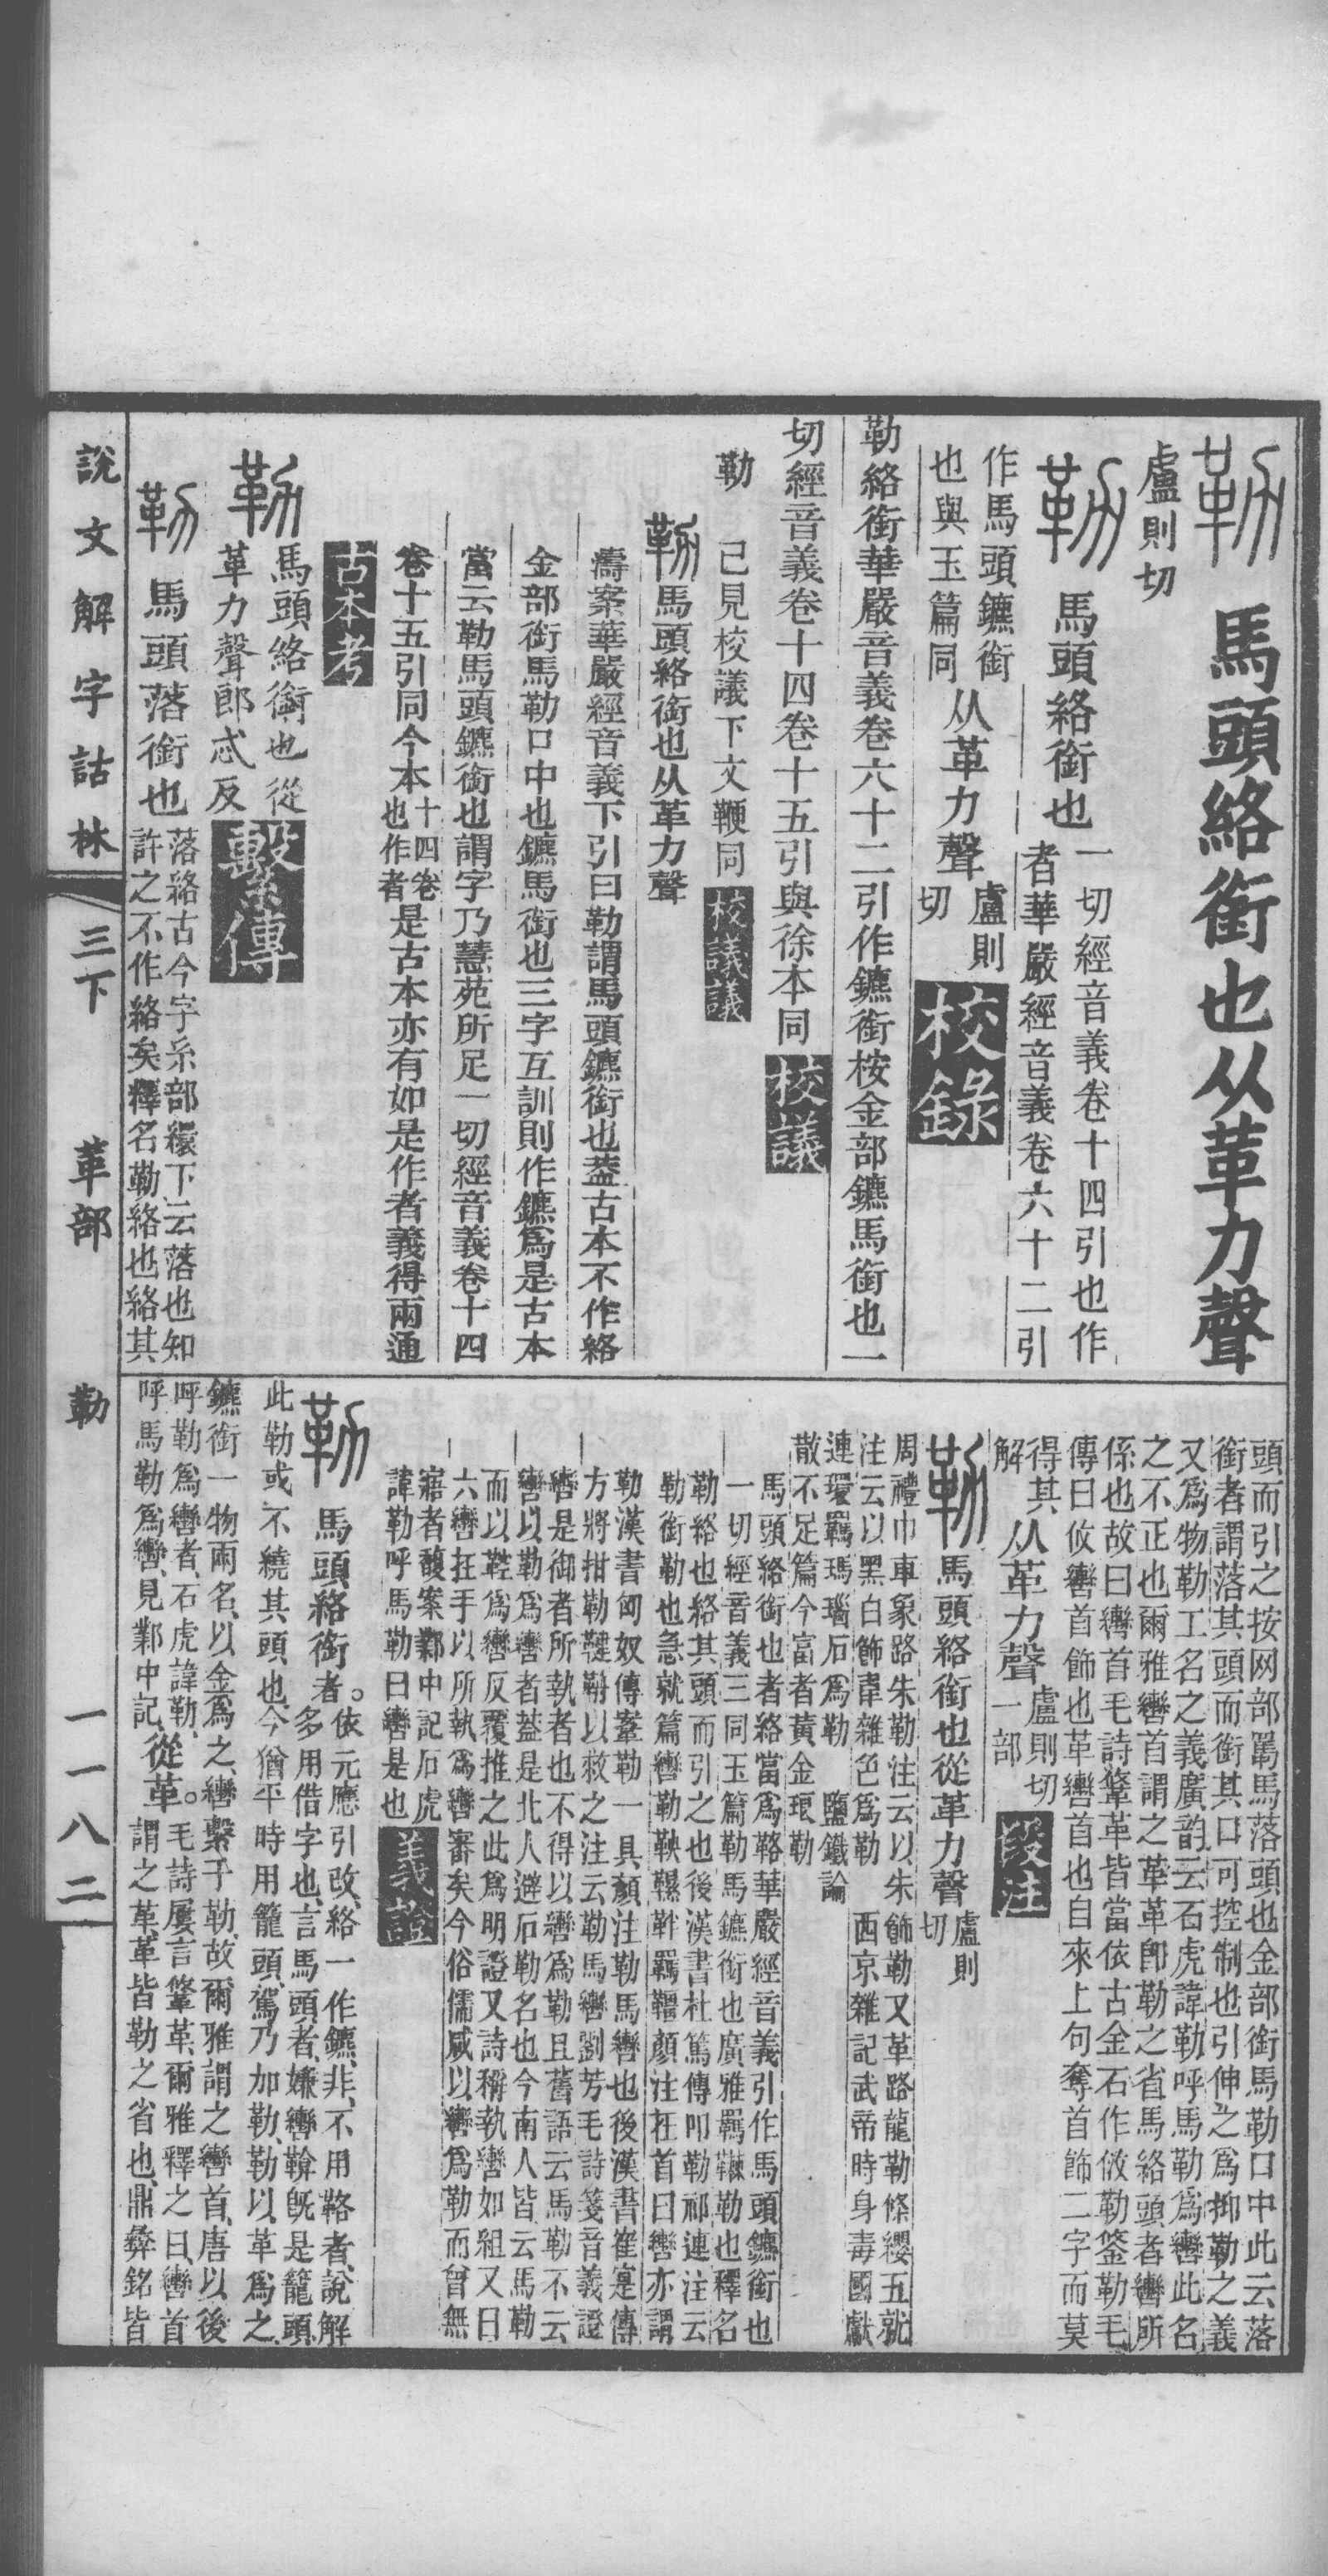 勒 馬頭絡銜也从革力聲
盧則切
勒 馬頭絡銜也
一切經音義卷十四引也作
者華嚴經音義卷六十二引
作馬頭鑣銜
也與玉篇同
从革力聲
盧則
切
校錄
勒絡銜華嚴音義卷六十二引作鑣銜桉金部鑣馬銜也一
切經音義卷十四卷十五引與徐本同 校議
勒 已見校議下文鞭同 校議議
勒 馬頭絡銜也从革力聲
濤案華嚴經音義下引曰勒謂馬頭鑣銜也葢古本不作絡
金部銜馬勒口中也鑣馬銜也三字互訓則作鑣爲是古本
當云勒馬頭鑣銜也謂字乃慧苑所足一切經音義卷十四
卷十五引同今本
十四卷
也作者
是古本亦有如是作者義得兩通
古本考
勒
馬頭絡銜也從
革力聲郎忒反
繫傳
勒 馬頭落銜也
落絡古今字糸部繯下云落也知
許之不作絡矣釋名勒絡也絡其
頭而引之按网部䍜馬落頭也金部銜馬勒口中此云落
銜者謂落其頭而銜其口可控制也引伸之爲抑勒之義
又爲物勒工名之義廣韵云石虎諱勒呼馬勒爲轡此名
之不正也爾雅轡首謂之革革卽勒之省馬絡頭者轡所
係也故曰轡首毛詩鞗革皆當依古金石作攸勒鋚勒毛
傳曰攸轡首飾也革轡首也自來上句奪首飾二字而莫
得其
解
从革力聲
盧則切
一部
段注
勒 馬頭絡銜也從革力聲
盧則
切
周禮巾車象路朱勒注云以朱飾勒又革路龍勒條纓五就
注云以黑白飾韋雜色爲勒 西京雜記武帝時身毒國獻
連環羈瑪瑙石爲勒 鹽鐵論
散不足篇今富者黃金琅勒
馬頭絡銜也者絡當爲鞈華嚴經音義引作馬頭鑣銜也
一切經音義三同玉篇勒馬鑣銜也廣雅羈䩭勒也釋名
勒絡也絡其頭而引之也後漢書杜篤傳叩勒祁連注云
勒銜勒也急就篇轡勒鞅韅靽羈韁顏注在首曰轡亦謂
勒漢書匈奴傳鞌勒一具顏注勒馬轡也後漢書崔寔傳
方將拑勒鞬䩦以救之注云勒馬轡劉芳毛詩箋音義證
轡是御者所執者也不得以轡爲勒且舊語云馬勒不云
轡以勒爲轡者葢是北人避石勒名也今南人皆云馬勒
而以鞚爲轡反覆推之此爲明證又詩稱執轡如組又曰
六轡在手以所執爲轡審矣今俗儒咸以轡爲勒而曾無
寤者馥案鄴中記石虎
諱勒呼馬勒曰轡是也
義證
勒 馬頭絡銜者。
依元應引改、絡一作鑣、非、不用鞈者、說解
多用借字也、言馬頭者、嫌轡䩞旣是籠頭、
此勒或不繞其頭也、今猶平時用籠頭、駕乃加勒、勒以革爲之、
鑣銜一物兩名、以金爲之、轡繫于勒、故爾雅謂之轡首、唐以後
呼勒爲轡者、石虎諱勒、
呼馬勒爲轡、見鄴中記、
從革。
毛詩屢言鞗革、爾雅釋之曰、轡首
謂之革、革皆勒之省也、鼎彝銘皆
說文解字詁林 三下 革部 勒 一一八二